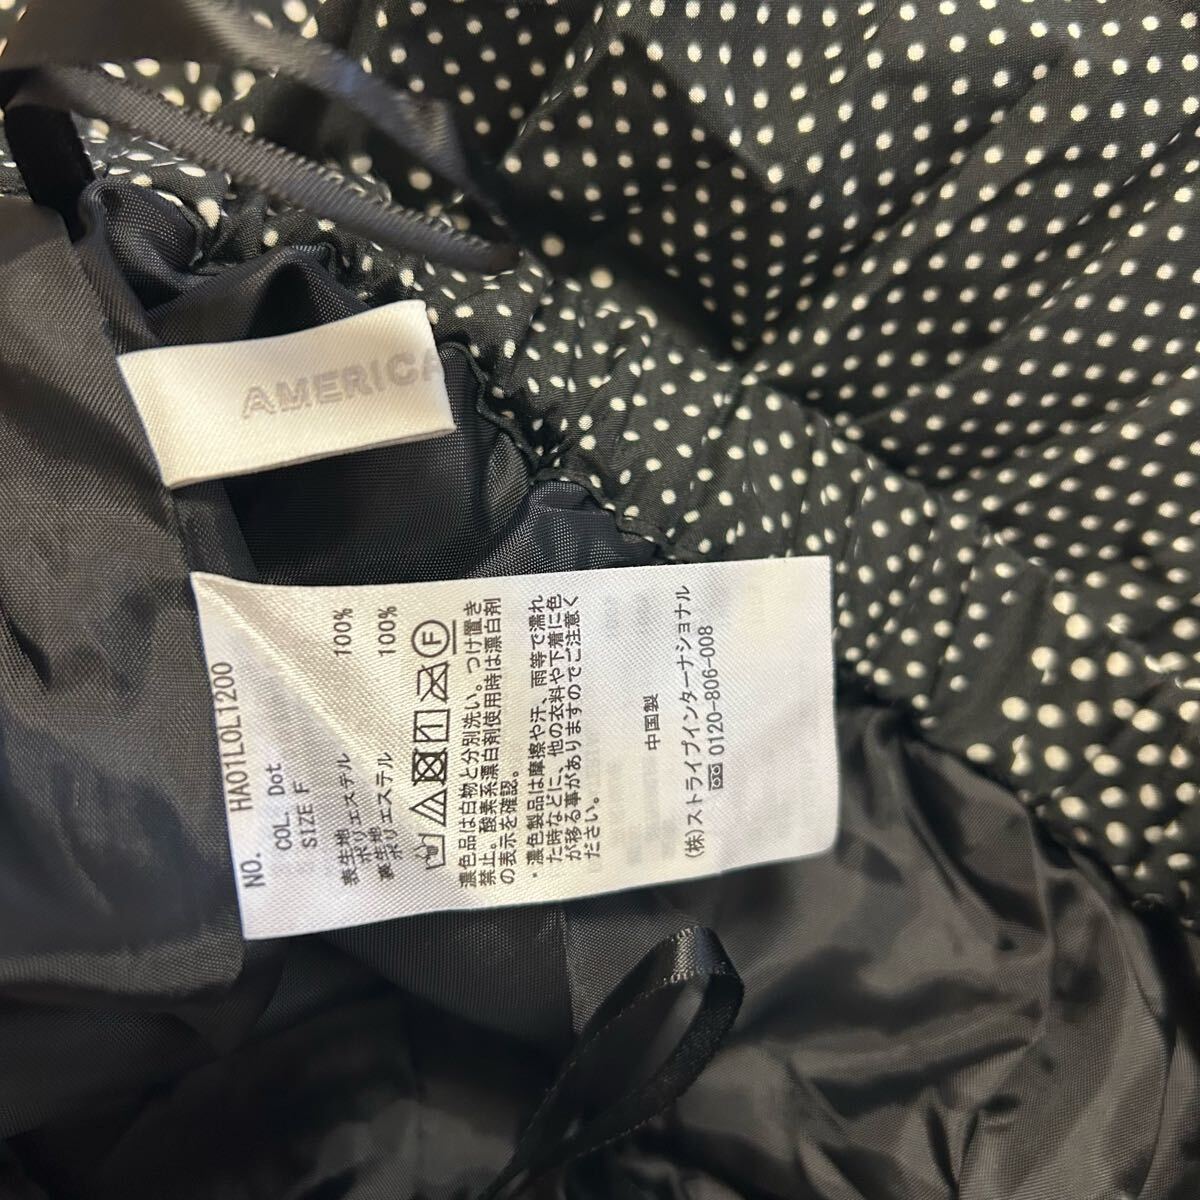 AMERICA
NO. HA01L0L1200
COL. Dot
SIZE F
表生地
ポリエステル 100%
裏生地
ポリエステル 100%
F
濃色品は白物と分別洗い。つけ置き
禁止。酸素系漂白剤使用時は漂白剤
の表示を確認。
・濃色製品は摩擦や汗、雨等で濡れ
た時などに、他の衣料や下着に色
が移る事がありますのでご注意く
ださい。
中国製
(株)ストライプインターナショナル
0120-806-008